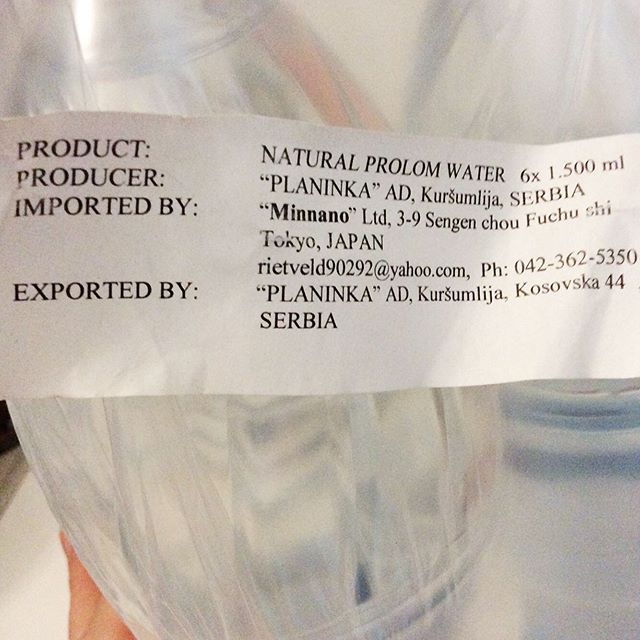 PRODUCT: NATURAL PROLOM WATER 6x 1.500 ml
PRODUCER: "PLANINKA" AD, Kuršumlija, SERBIA
IMPORTED BY: "Minnano" Ltd, 3-9 Sengen chou Fuchu shi
Tokyo, JAPAN
rietveld90292@yahoo.com, Ph: 042-362-5350
EXPORTED BY: "PLANINKA" AD, Kuršumlija, Kosovska 44
SERBIA